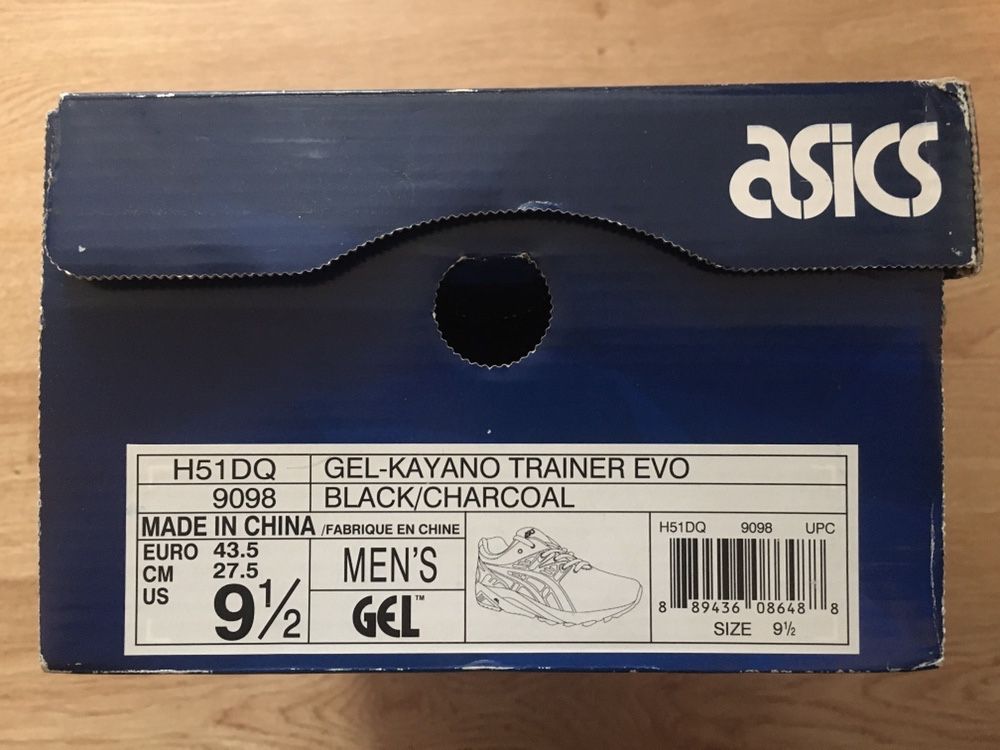 asics
H51DQ GEL-KAYANO TRAINER EVO
9098 BLACK/CHARCOAL
MADE IN CHINA /FABRIQUE EN CHINE
EURO 43.5
CM 27.5
US 9½
MEN'S
GEL™
H51DQ 9098 UPC
8 89436 08648 8
SIZE 9½